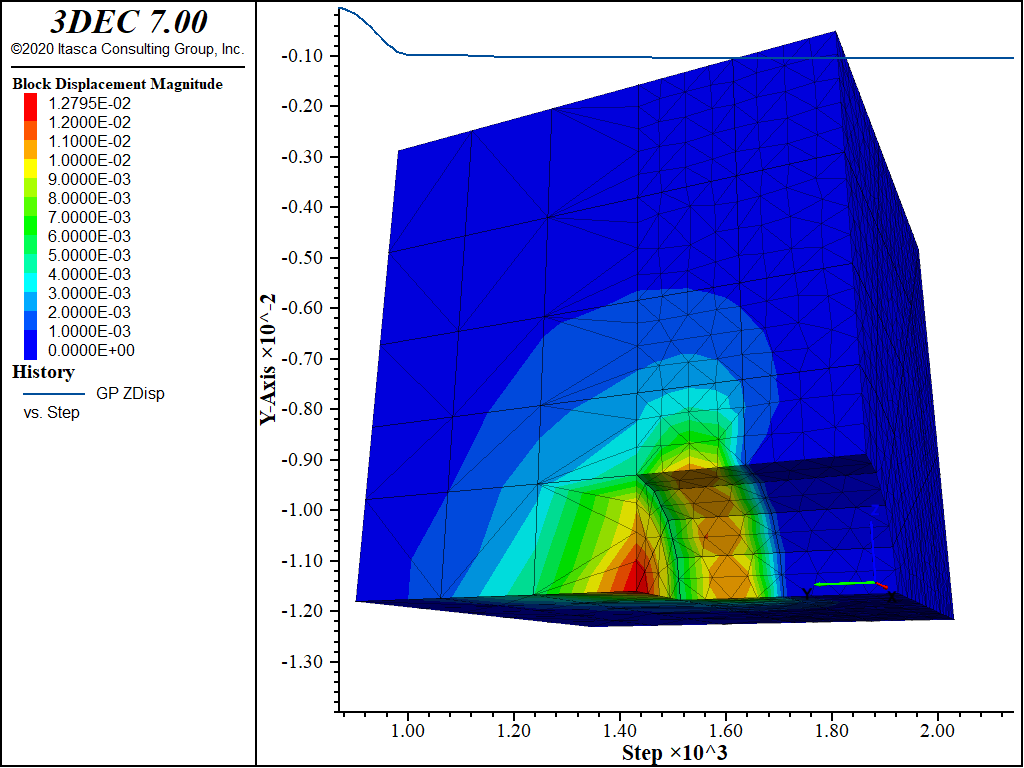 3DEC 7.00
©2020 Itasca Consulting Group, Inc.
Block Displacement Magnitude
1.2795E-02
1.2000E-02
1.1000E-02
1.0000E-02
9.0000E-03
8.0000E-03
7.0000E-03
6.0000E-03
5.0000E-03
4.0000E-03
3.0000E-03
2.0000E-03
1.0000E-03
0.0000E+00
History
GP ZDisp
vs. Step
Y-Axis ×10^-2
-0.10
-0.20
-0.30
-0.40
-0.50
-0.60
-0.70
-0.80
-0.90
-1.00
-1.10
-1.20
-1.30
Y
X
1.00 1.20 1.40 1.60 1.80 2.00
Step ×10^3